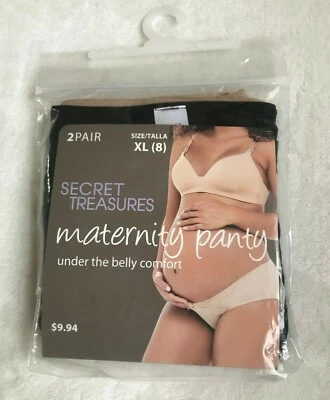 2PAIR
SIZE/TALLA
XL (8)
SECRET
TREASURES
maternity panty
under the belly comfort
$9.94